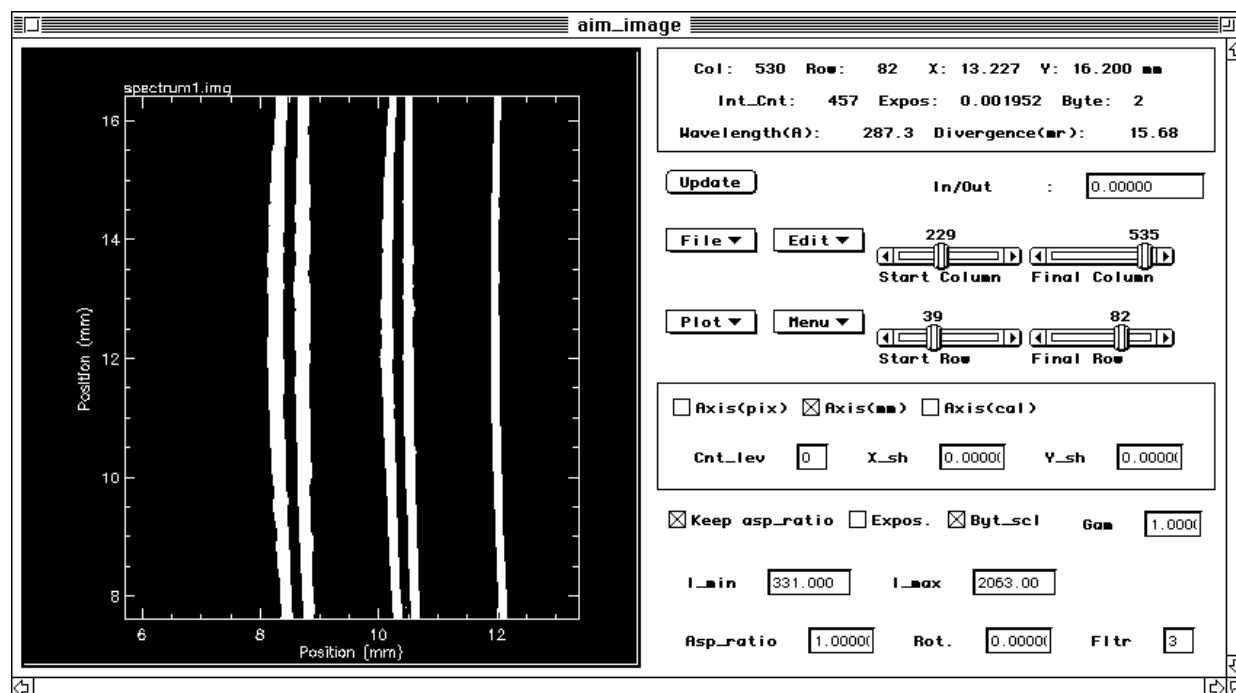 aim_image
spectrum1.img
16
14
12
10
8
6 8 10 12
Position (mm)
Position (mm)
Col: 530 Row: 82 X: 13.227 Y: 16.200 mm
Int_Cnt: 457 Expos: 0.001952 Byte: 2
Wavelength(A): 287.3 Divergence(mr): 15.68
Update In/Out : 0.00000
File Edit 229 535
Start Column Final Column
Plot Menu 39 82
Start Row Final Row
Axis(pix) Axis(mm) Axis(cal)
Cnt_lev 0 X_sh 0.0000( Y_sh 0.0000(
Keep asp_ratio Expos. Byt_scl Gam 1.000(
I_min 331.000 I_max 2063.00
Asp_ratio 1.0000( Rot. 0.0000( Fltr 3